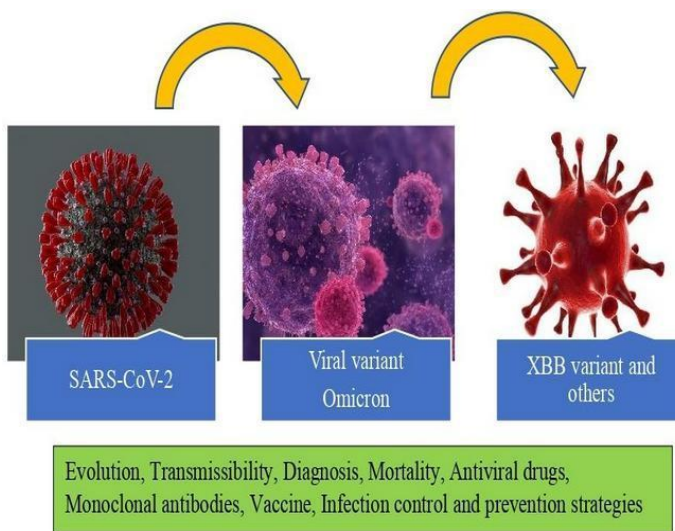 SARS-CoV-2
Viral variant
Omicron
XBB variant and
others
Evolution, Transmissibility, Diagnosis, Mortality, Antiviral drugs,
Monoclonal antibodies, Vaccine, Infection control and prevention strategies